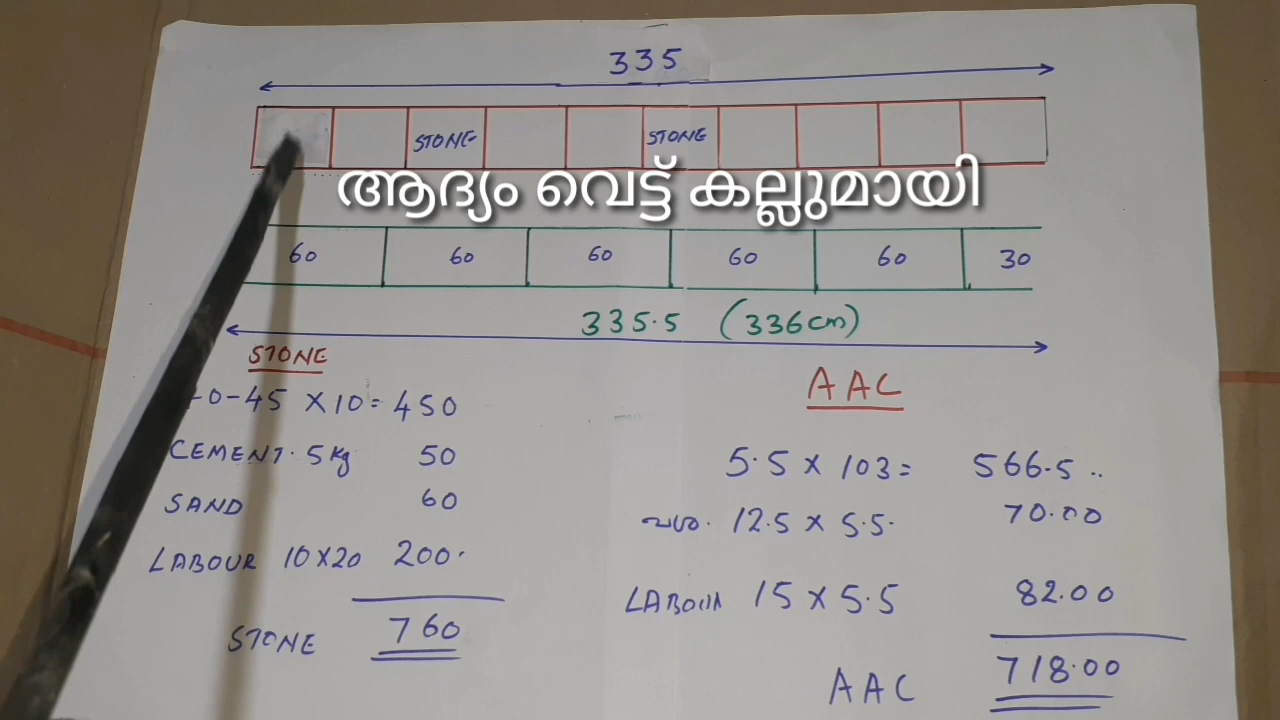 335
STONE STONE
ആദ്യം വെട്ട് കല്ലുമായി
60 60 60 60 60 30
335.5 (336cm)
STONE
-0-45 X10= 450
CEMENT. 5kg 50
SAND 60
LABOUR 10X20 200.
STONE 760
AAC
5.5 x 103= 566.5 ..
പശ. 12.5 x 5.5. 70.00
LABOUR 15 x 5.5 82.00
AAC 718.00